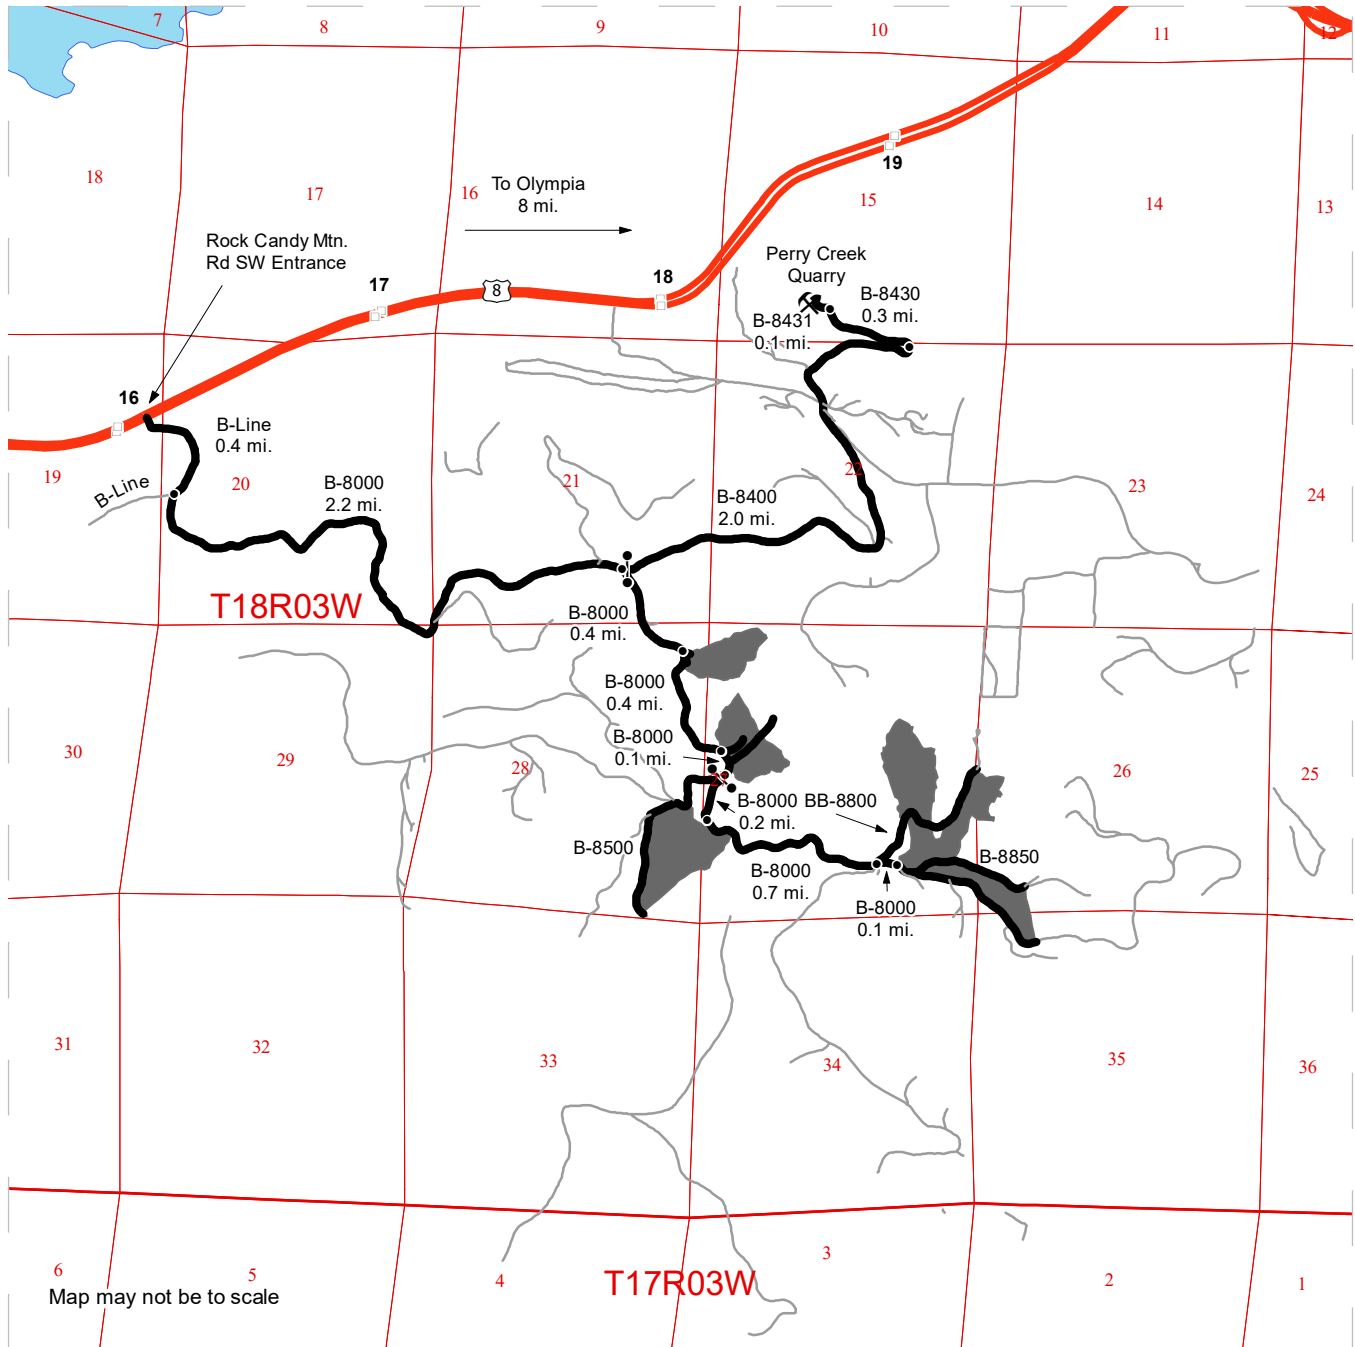 7
8
9
10
11
12
18
17
16
To Olympia
8 mi.
19
15
14
13
Rock Candy Mtn.
Rd SW Entrance
17
8
18
Perry Creek
Quarry
B-8430
0.3 mi.
B-8431
0.1 mi.
16
B-Line
0.4 mi.
19
B-Line
20
B-8000
2.2 mi.
21
B-8400
2.0 mi.
22
23
24
T18R03W
B-8000
0.4 mi.
B-8000
0.4 mi.
B-8000
0.1 mi.
30
29
28
27
26
25
B-8000
0.2 mi.
BB-8800
B-8500
B-8000
0.7 mi.
B-8850
B-8000
0.1 mi.
31
32
33
34
35
36
6
5
4
3
2
1
T17R03W
Map may not be to scale